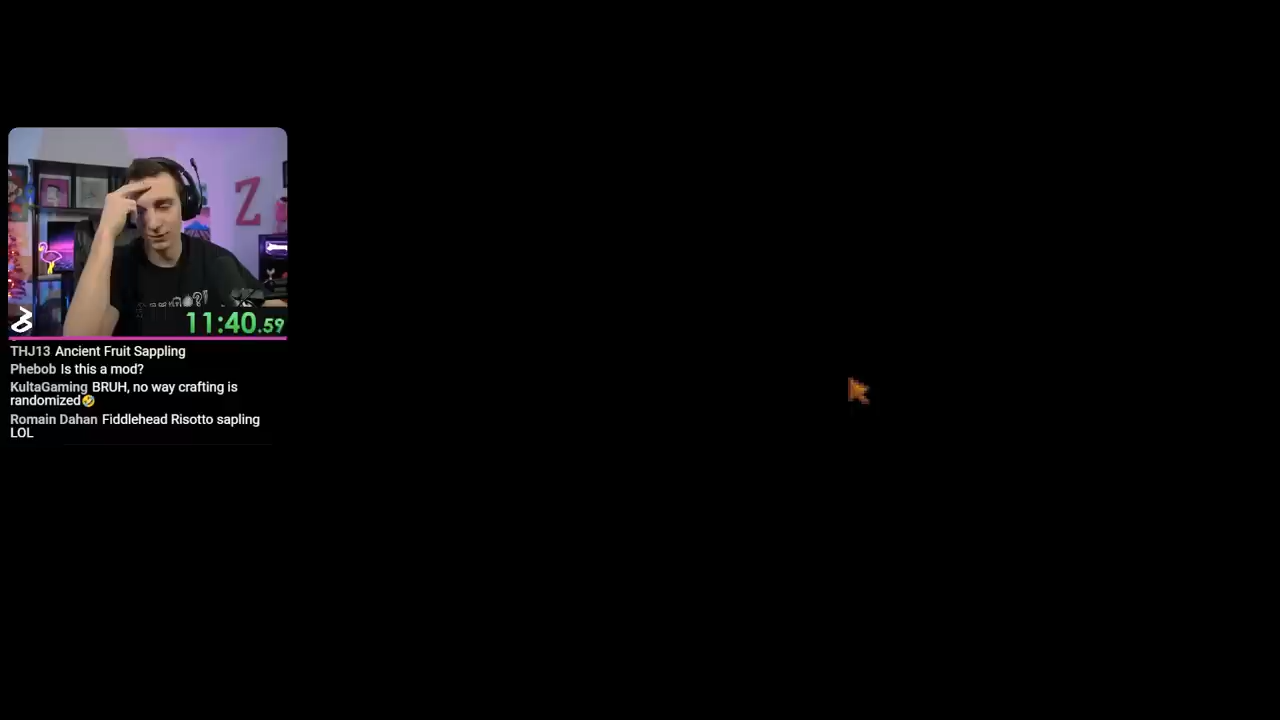 Z
11:40.59
THJ13 Ancient Fruit Sappling
Phebob Is this a mod?
KultaGaming BRUH, no way crafting is
randomized🤣
Romain Dahan Fiddlehead Risotto sapling
LOL